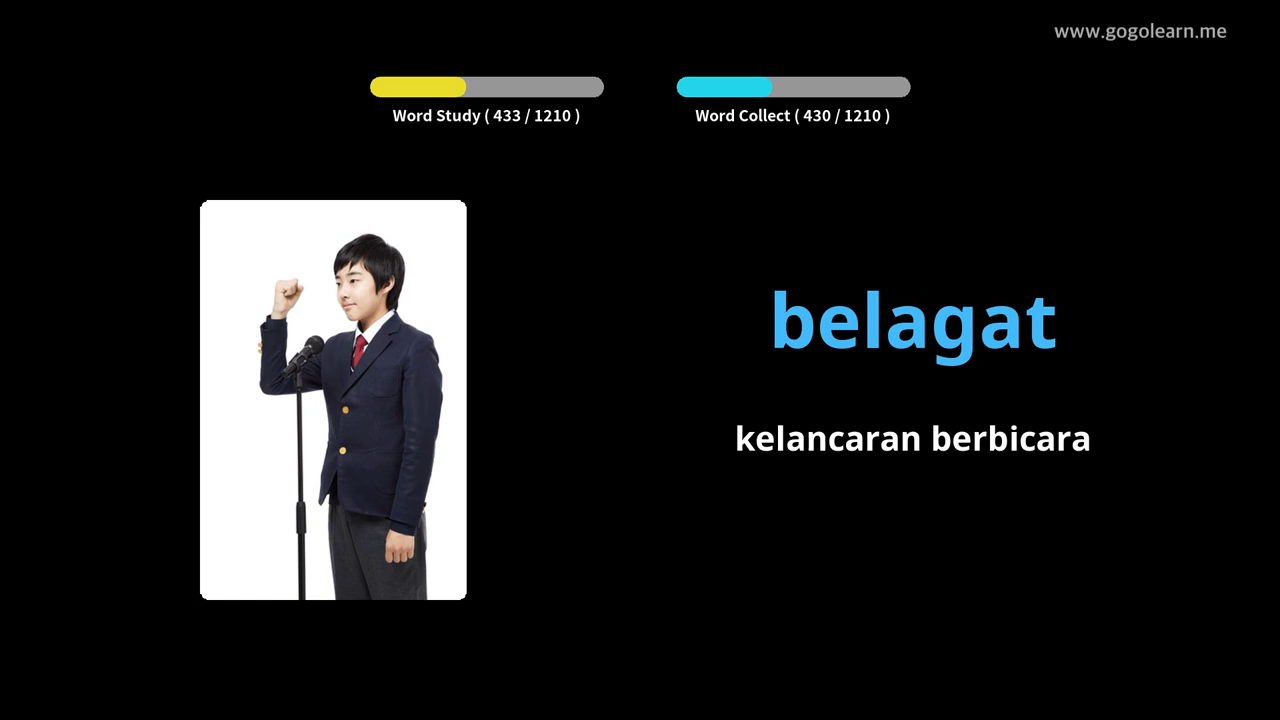 www.gogolearn.me
Word Study ( 433 / 1210 )
Word Collect ( 430 / 1210 )
belagat
kelancaran berbicara